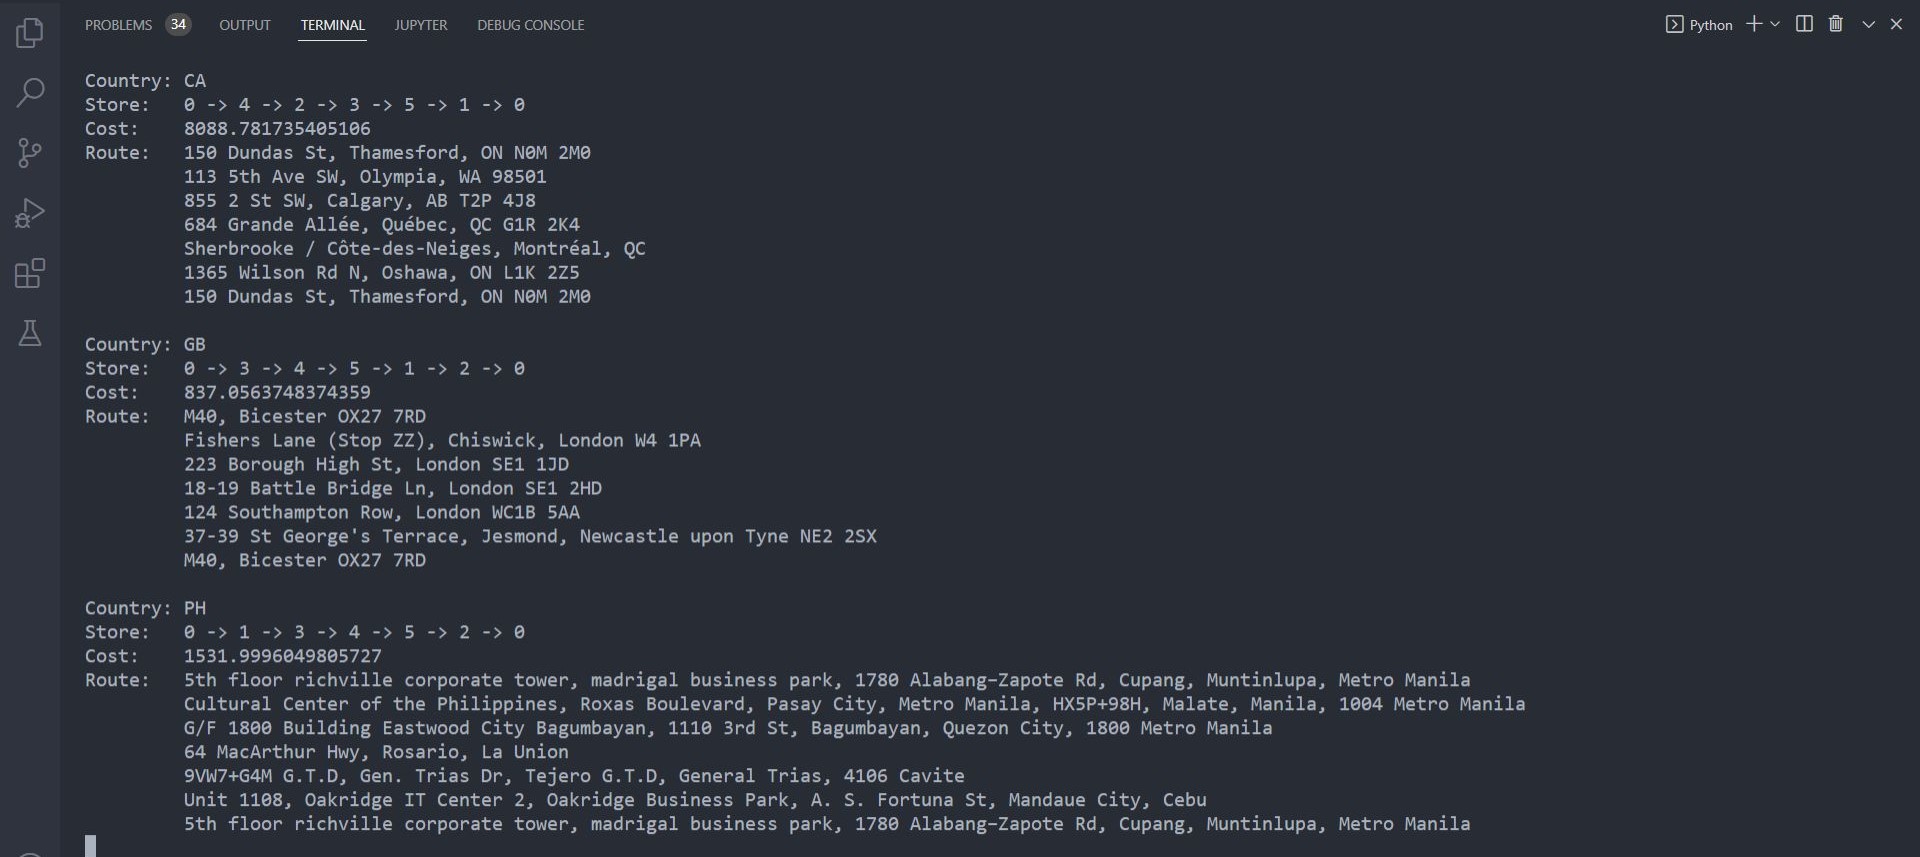 PROBLEMS 34 OUTPUT TERMINAL JUPYTER DEBUG CONSOLE Python
Country: CA
Store: 0 -> 4 -> 2 -> 3 -> 5 -> 1 -> 0
Cost: 8088.781735405106
Route: 150 Dundas St, Thamesford, ON N0M 2M0
113 5th Ave SW, Olympia, WA 98501
855 2 St SW, Calgary, AB T2P 4J8
684 Grande Allée, Québec, QC G1R 2K4
Sherbrooke / Côte-des-Neiges, Montréal, QC
1365 Wilson Rd N, Oshawa, ON L1K 2Z5
150 Dundas St, Thamesford, ON N0M 2M0
Country: GB
Store: 0 -> 3 -> 4 -> 5 -> 1 -> 2 -> 0
Cost: 837.0563748374359
Route: M40, Bicester OX27 7RD
Fishers Lane (Stop ZZ), Chiswick, London W4 1PA
223 Borough High St, London SE1 1JD
18-19 Battle Bridge Ln, London SE1 2HD
124 Southampton Row, London WC1B 5AA
37-39 St George's Terrace, Jesmond, Newcastle upon Tyne NE2 2SX
M40, Bicester OX27 7RD
Country: PH
Store: 0 -> 1 -> 3 -> 4 -> 5 -> 2 -> 0
Cost: 1531.9996049805727
Route: 5th floor richville corporate tower, madrigal business park, 1780 Alabang–Zapote Rd, Cupang, Muntinlupa, Metro Manila
Cultural Center of the Philippines, Roxas Boulevard, Pasay City, Metro Manila, HX5P+98H, Malate, Manila, 1004 Metro Manila
G/F 1800 Building Eastwood City Bagumbayan, 1110 3rd St, Bagumbayan, Quezon City, 1800 Metro Manila
64 MacArthur Hwy, Rosario, La Union
9VW7+G4M G.T.D, Gen. Trias Dr, Tejero G.T.D, General Trias, 4106 Cavite
Unit 1108, Oakridge IT Center 2, Oakridge Business Park, A. S. Fortuna St, Mandaue City, Cebu
5th floor richville corporate tower, madrigal business park, 1780 Alabang–Zapote Rd, Cupang, Muntinlupa, Metro Manila